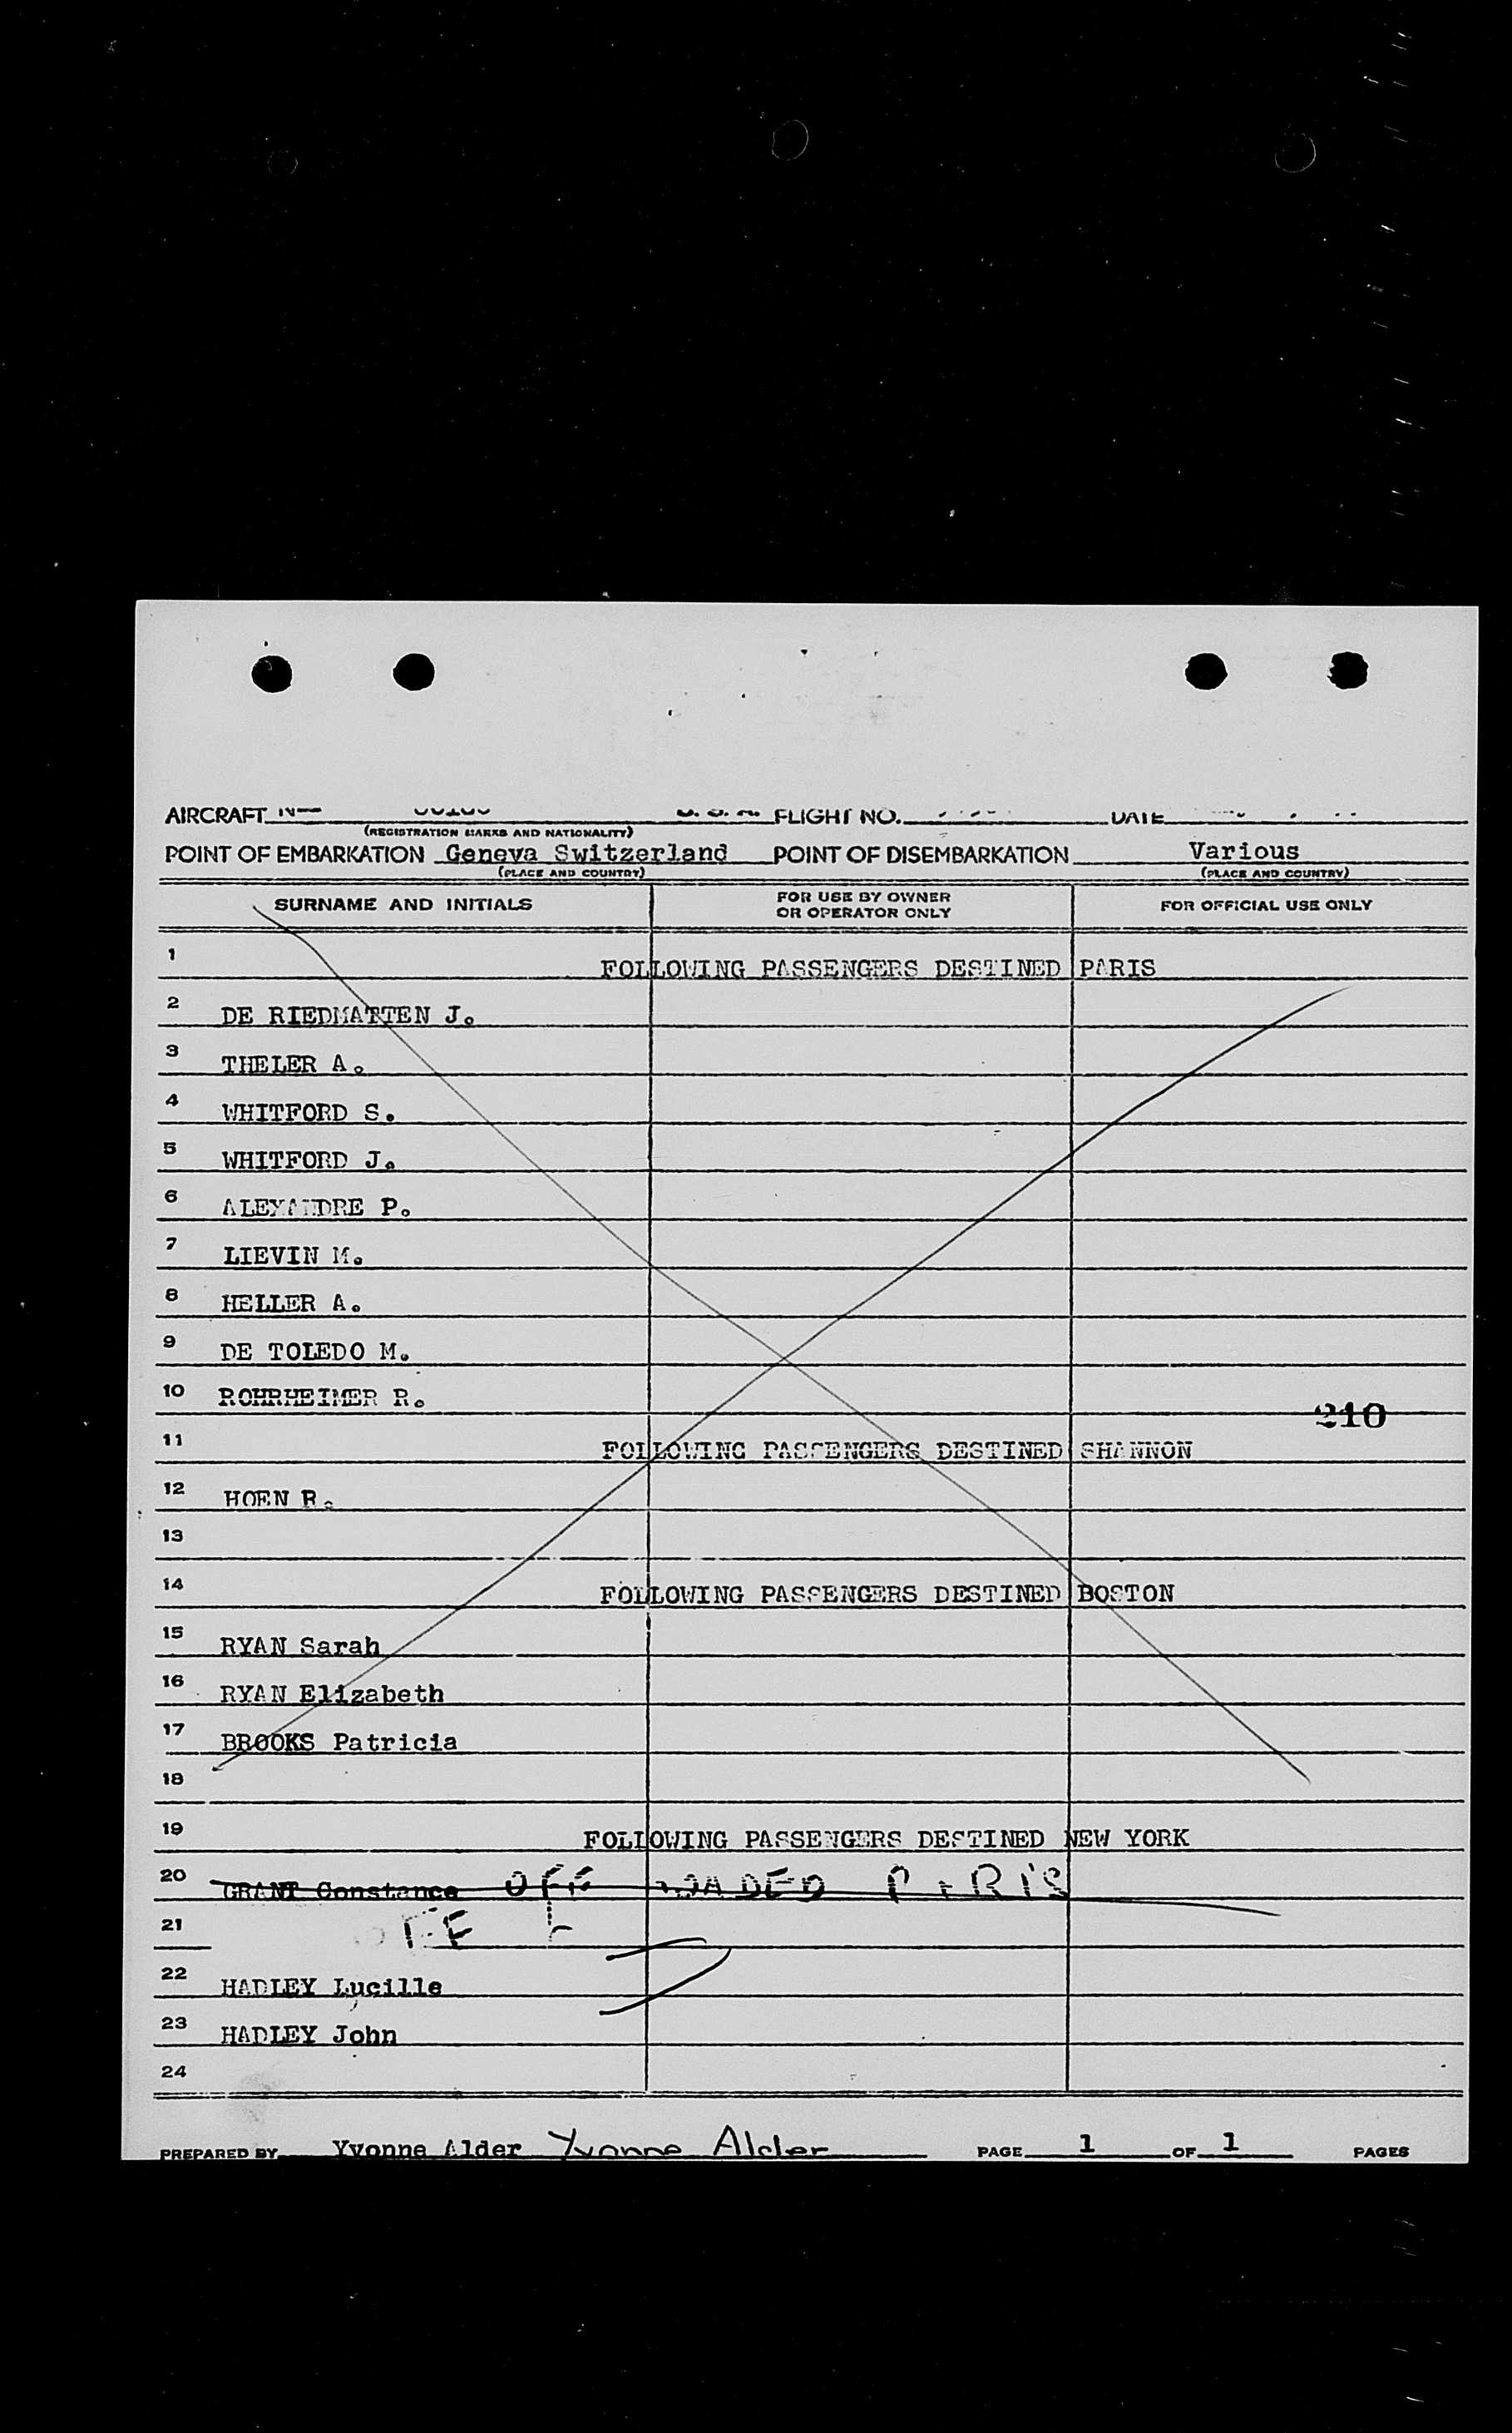 AIRCRAFT FLIGHT NO. DATE
(REGISTRATION MARKS AND NATIONALITY)
POINT OF EMBARKATION Geneva Switzerland POINT OF DISEMBARKATION Various
(PLACE AND COUNTRY) (PLACE AND COUNTRY)
SURNAME AND INITIALS FOR USE BY OWNER OR OPERATOR ONLY FOR OFFICIAL USE ONLY
1 FOLLOWING PASSENGERS DESTINED PARIS
2 DE RIEDMATTEN J.
3 THELER A.
4 WHITFORD S.
5 WHITFORD J.
6 ALEXANDRE P.
7 LIEVIN M.
8 HELLER A.
9 DE TOLEDO M.
10 ROHRHEIMER R.
210
11 FOLLOWING PASSENGERS DESTINED SHANNON
12 HOEN R.
13
14 FOLLOWING PASSENGERS DESTINED BOSTON
15 RYAN Sarah
16 RYAN Elizabeth
17 BROOKS Patricia
18
19 FOLLOWING PASSENGERS DESTINED NEW YORK
20 GRANT Constance OFF LOADED PARIS
21
22 HADLEY Lucille
23 HADLEY John
24
PREPARED BY Yvonne Alder Yvonne Alder PAGE 1 OF 1 PAGES